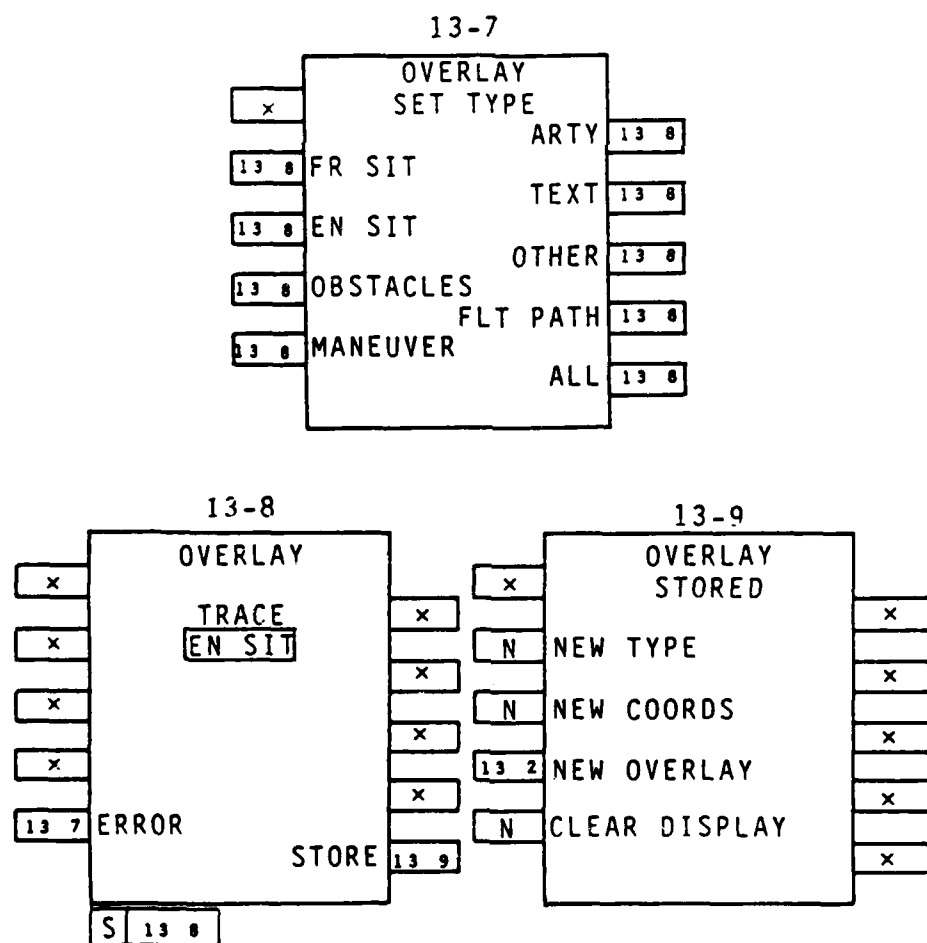 13-7
OVERLAY
SET TYPE
×
ARTY 13 8
13 8 FR SIT
TEXT 13 8
13 8 EN SIT
OTHER 13 8
13 8 OBSTACLES
FLT PATH 13 8
13 8 MANEUVER
ALL 13 8
13-8
OVERLAY
×
TRACE ×
× EN SIT
×
×
×
×
×
13 7 ERROR
STORE 13 9
S 13 8
13-9
OVERLAY
× STORED
×
N NEW TYPE
×
N NEW COORDS
×
13 2 NEW OVERLAY
×
N CLEAR DISPLAY
×